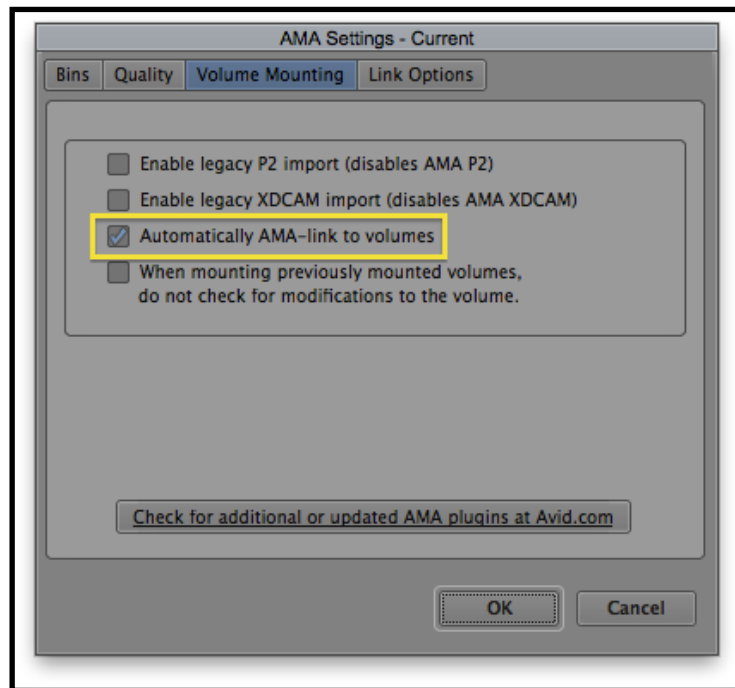 AMA Settings - Current
Bins Quality Volume Mounting Link Options
Enable legacy P2 import (disables AMA P2)
Enable legacy XDCAM import (disables AMA XDCAM)
Automatically AMA-link to volumes
When mounting previously mounted volumes,
do not check for modifications to the volume.
Check for additional or updated AMA plugins at Avid.com
OK Cancel